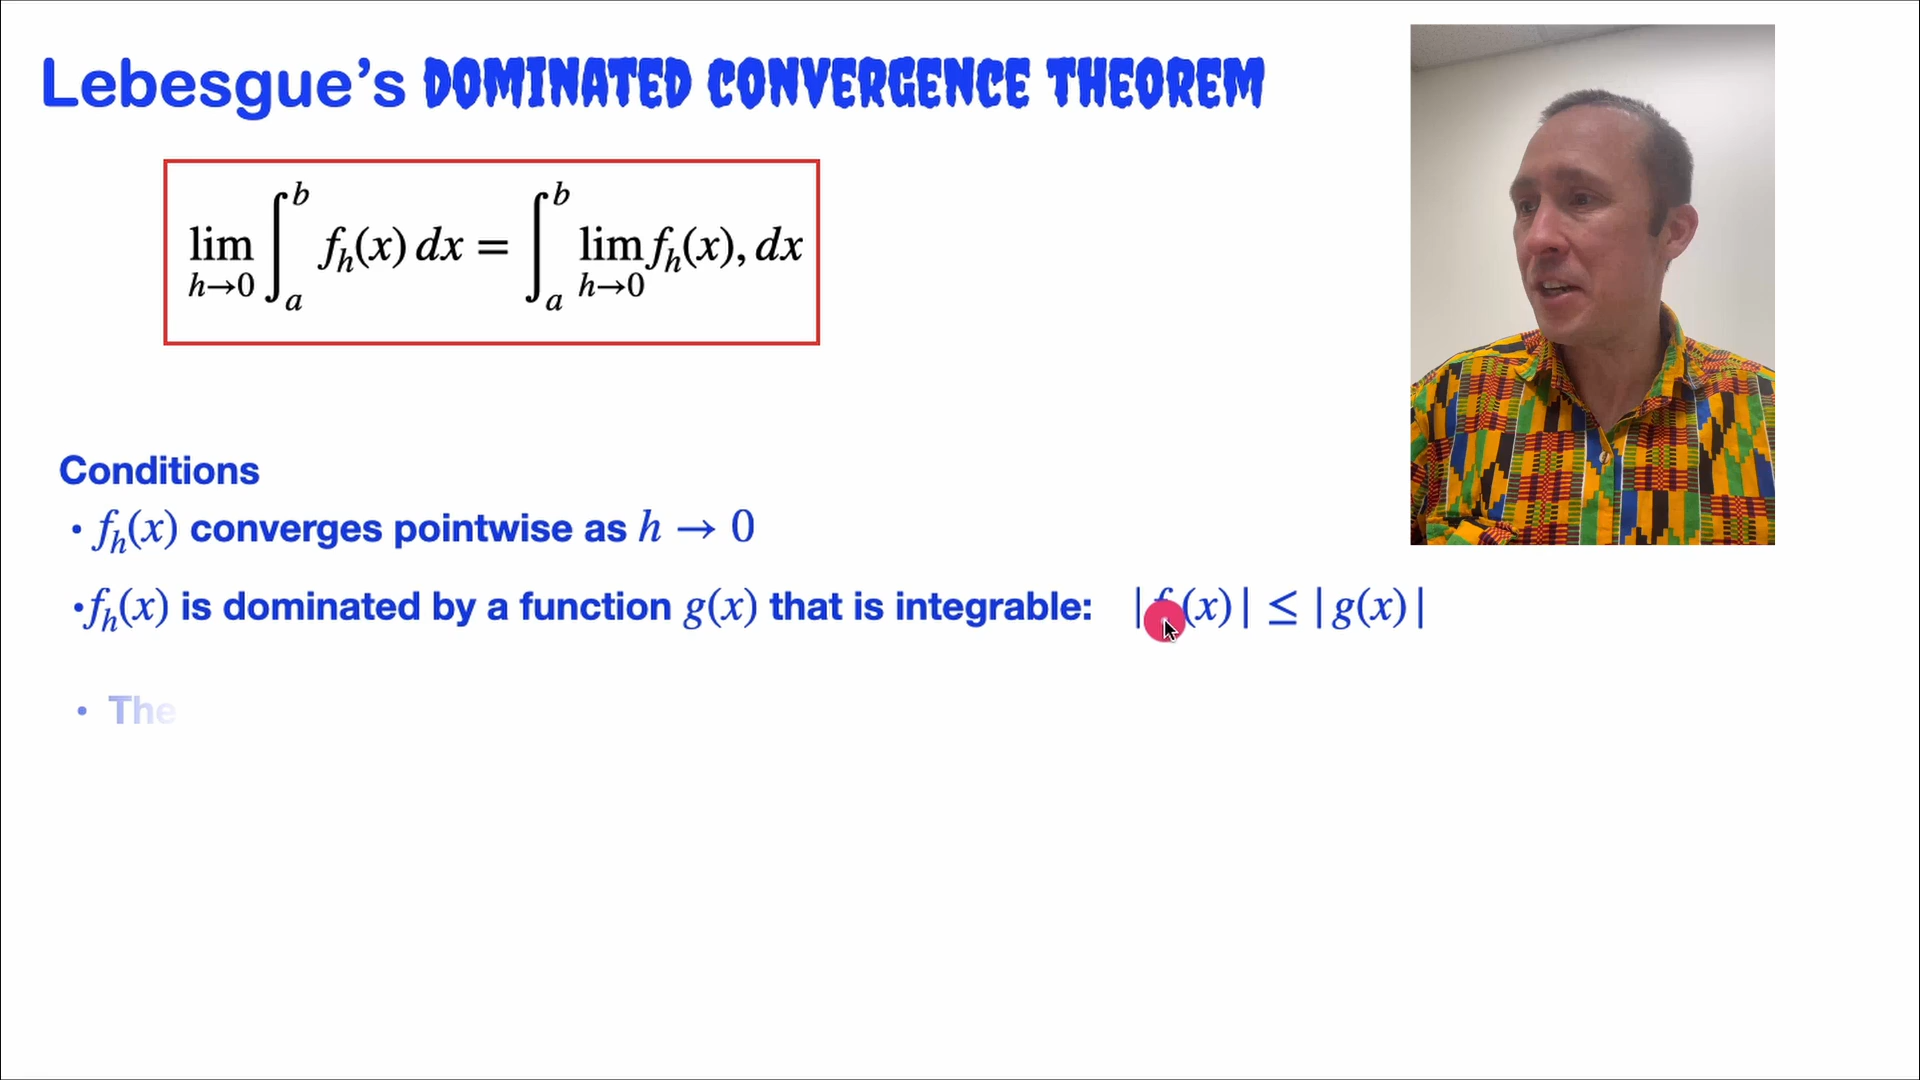 Lebesgue’s DOMINATED CONVERGENCE THEOREM
lim_{h→0} ∫_a^b f_h(x) dx = ∫_a^b lim_{h→0} f_h(x), dx
Conditions
• f_h(x) converges pointwise as h → 0
•f_h(x) is dominated by a function g(x) that is integrable: | (x)| ≤ |g(x)|
• The